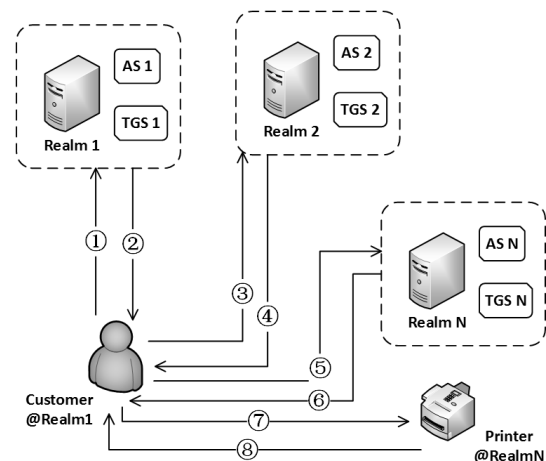 AS 1
TGS 1
Realm 1
AS 2
TGS 2
Realm 2
①
②
③
④
AS N
TGS N
Realm N
⑤
⑥
Customer
@Realm1
⑦
⑧
Printer
@RealmN